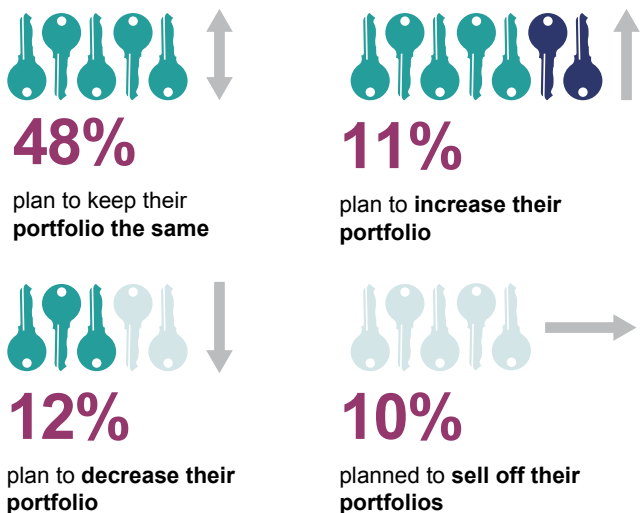 48%
plan to keep their
portfolio the same
11%
plan to increase their
portfolio
12%
plan to decrease their
portfolio
10%
planned to sell off their
portfolios